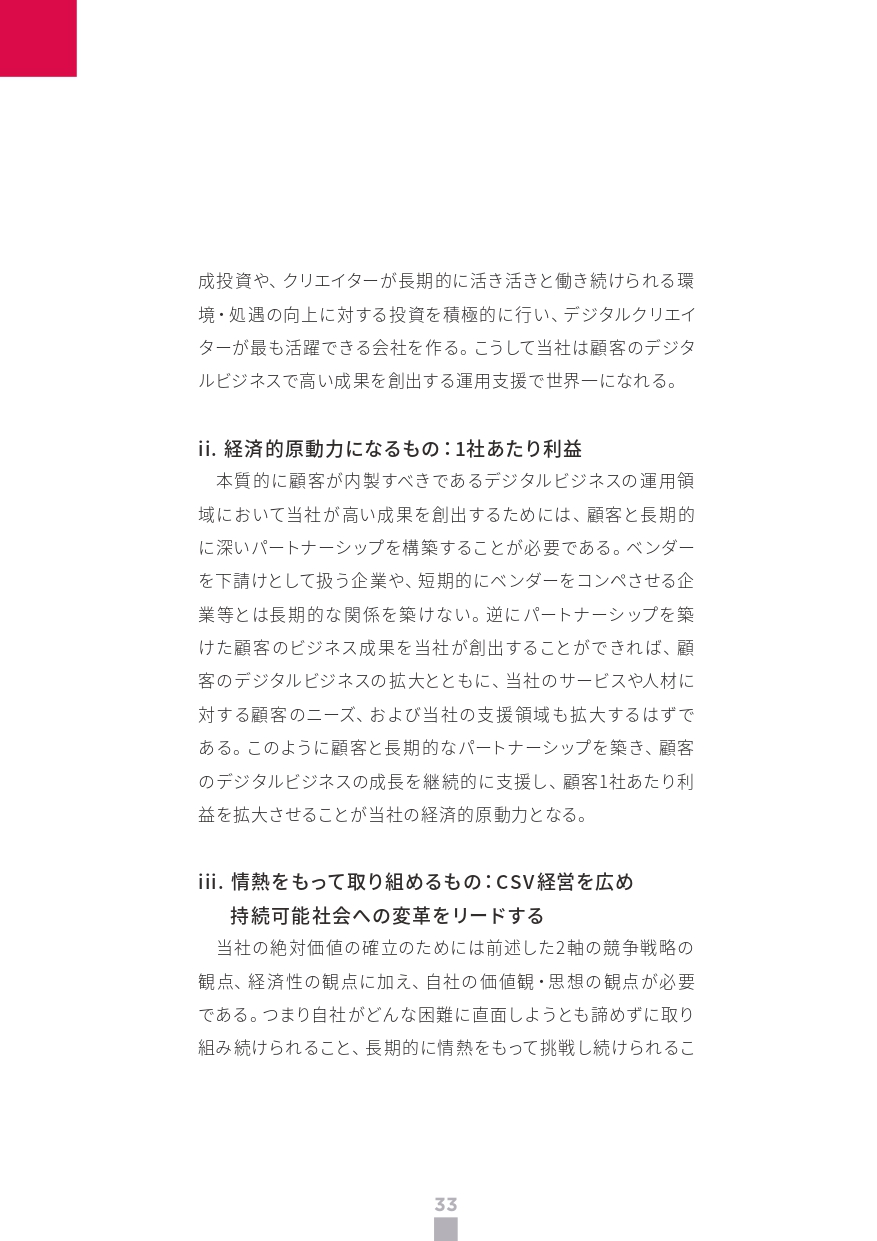 成投資や、クリエイターが長期的に活き活きと働き続けられる環
境・処遇の向上に対する投資を積極的に行い、デジタルクリエイ
ターが最も活躍できる会社を作る。こうして当社は顧客のデジタ
ルビジネスで高い成果を創出する運用支援で世界一になれる。
ii. 経済的原動力になるもの：1社あたり利益
　本質的に顧客が内製すべきであるデジタルビジネスの運用領
域において当社が高い成果を創出するためには、顧客と長期的
に深いパートナーシップを構築することが必要である。ベンダー
を下請けとして扱う企業や、短期的にベンダーをコンペさせる企
業等とは長期的な関係を築けない。逆にパートナーシップを築
けた顧客のビジネス成果を当社が創出することができれば、顧
客のデジタルビジネスの拡大とともに、当社のサービスや人材に
対する顧客のニーズ、および当社の支援領域も拡大するはずで
ある。このように顧客と長期的なパートナーシップを築き、顧客
のデジタルビジネスの成長を継続的に支援し、顧客1社あたり利
益を拡大させることが当社の経済的原動力となる。
iii. 情熱をもって取り組めるもの：CSV経営を広め
持続可能社会への変革をリードする
　当社の絶対価値の確立のためには前述した2軸の競争戦略の
観点、経済性の観点に加え、自社の価値観・思想の観点が必要
である。つまり自社がどんな困難に直面しようとも諦めずに取り
組み続けられること、長期的に情熱をもって挑戦し続けられるこ
33